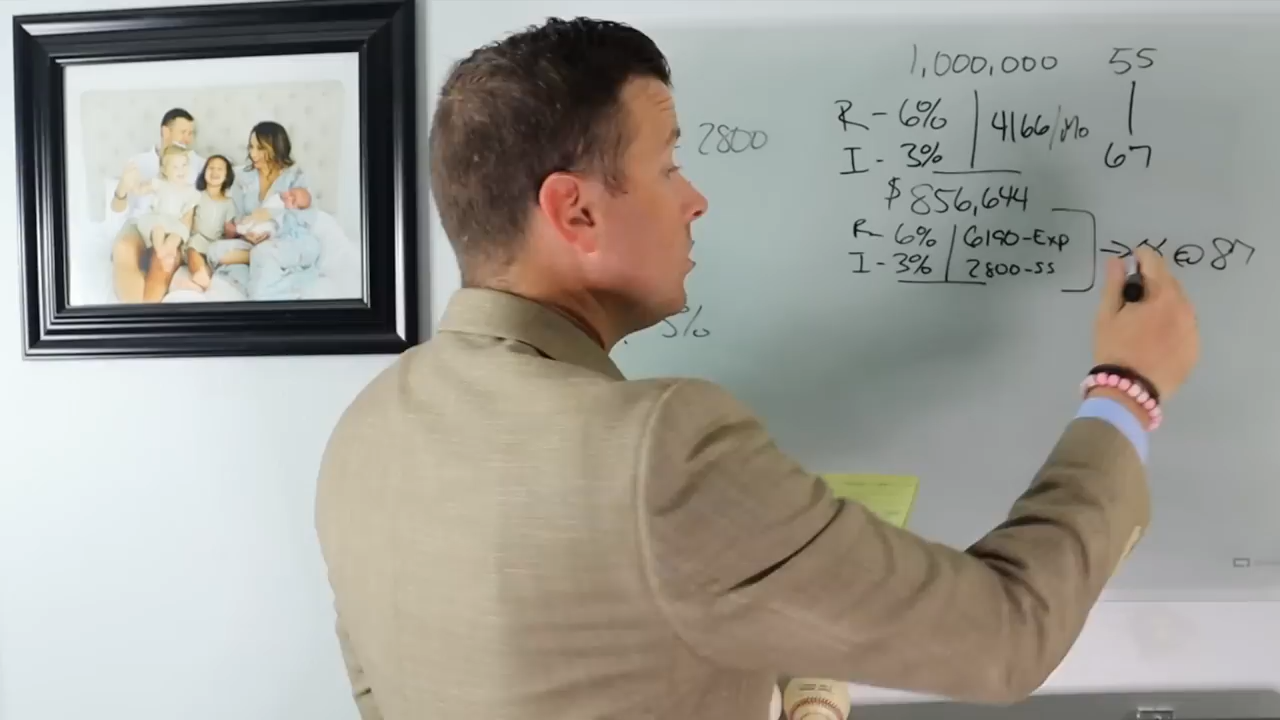 1,000,000 55
2800
R - 6% 4166/Mo
I - 3% 67
$856,644
R- 6% 6190-Exp
I - 3% 2800-SS
@ 87
5%